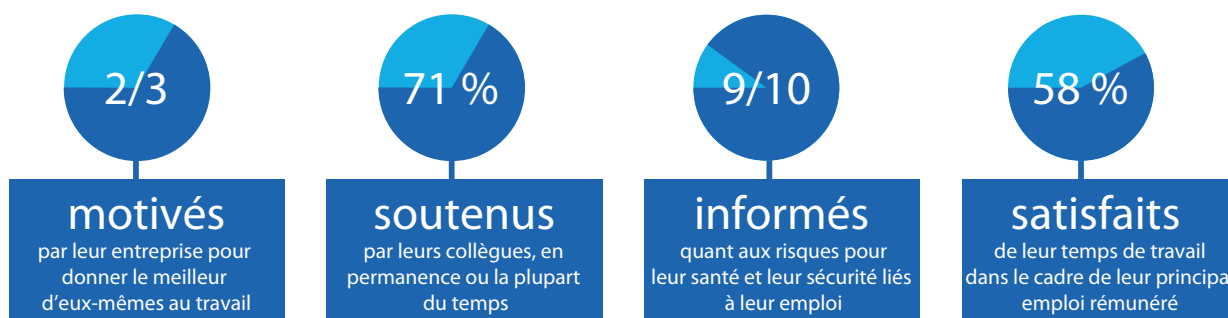 2/3
motivés
par leur entreprise pour
donner le meilleur
d'eux-mêmes au travail
71 %
soutenus
par leurs collègues, en
permanence ou la plupart
du temps
9/10
informés
quant aux risques pour
leur santé et leur sécurité liés
à leur emploi
58 %
satisfaits
de leur temps de travail
dans le cadre de leur principa
emploi rémunéré